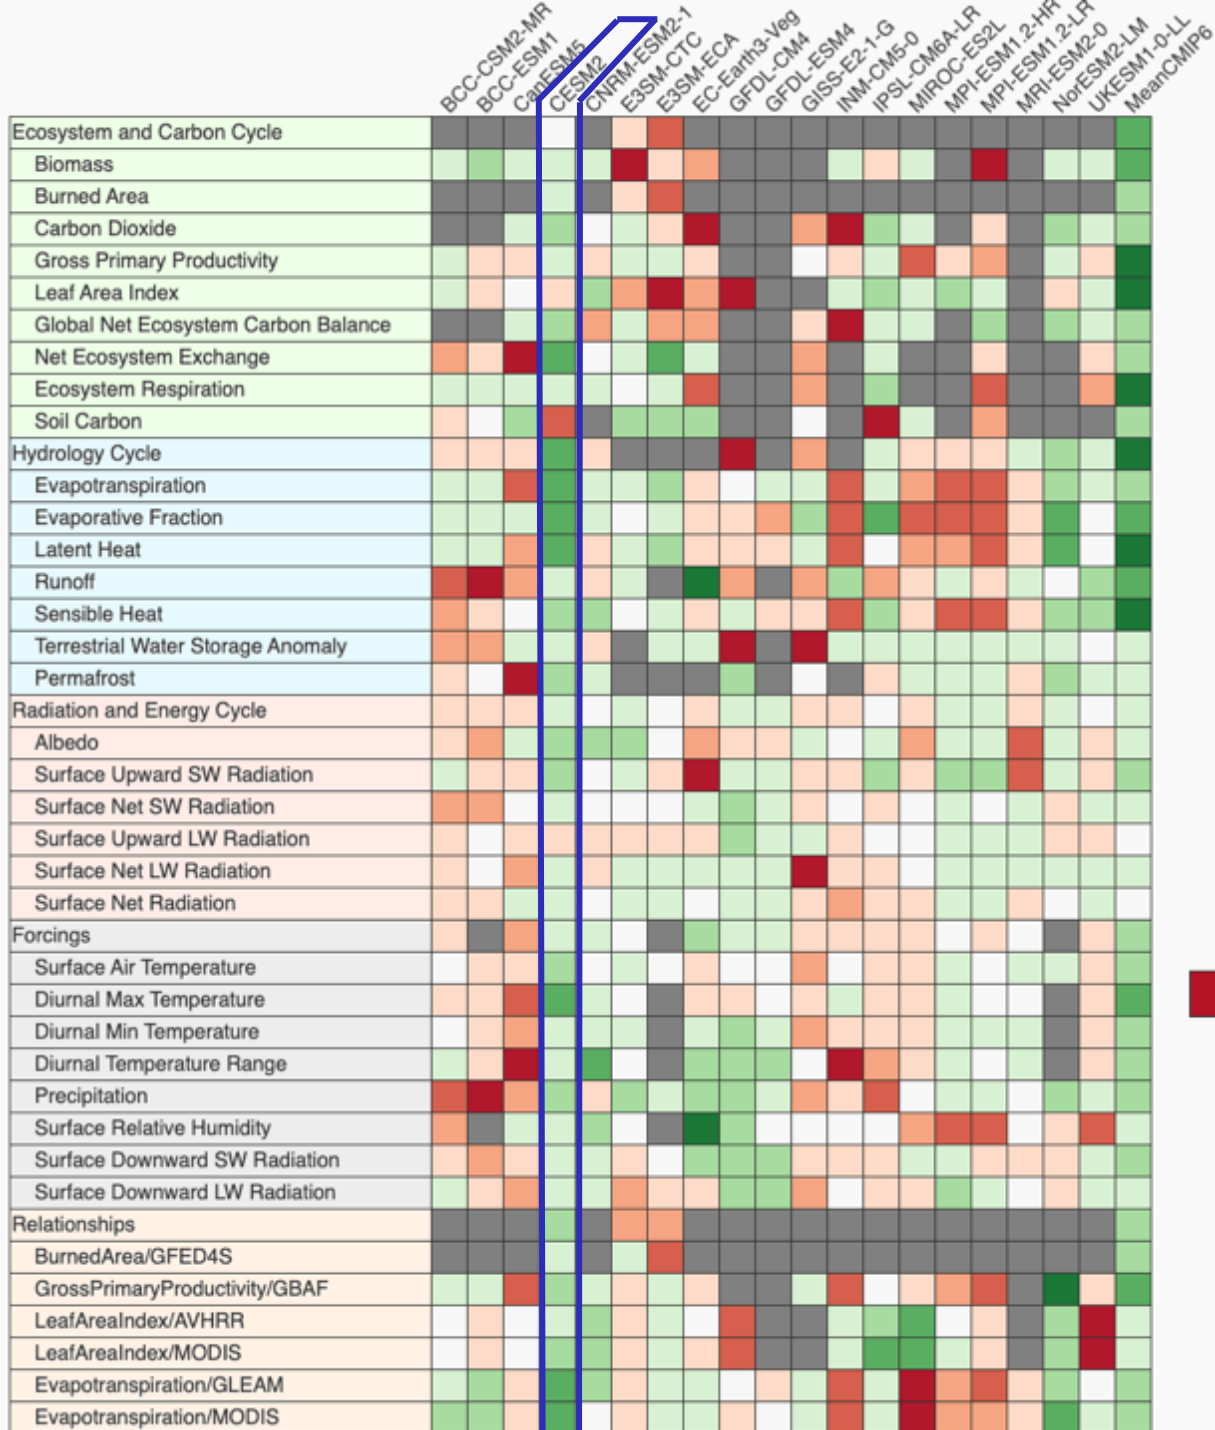 BCC-CSM2-MR
BCC-ESM1
CanESM5
CESM2
CNRM-ESM2-1
E3SM-CTC
E3SM-ECA
EC-Earth3-Veg
GFDL-CM4
GFDL-ESM4
GISS-E2-1-G
INM-CM5-0
IPSL-CM6A-LR
MIROC-ES2L
MPI-ESM1.2-HR
MPI-ESM1.2-LR
MRI-ESM2-0
NorESM2-LM
UKESM1-0-LL
MeanCMIP6
Ecosystem and Carbon Cycle
Biomass
Burned Area
Carbon Dioxide
Gross Primary Productivity
Leaf Area Index
Global Net Ecosystem Carbon Balance
Net Ecosystem Exchange
Ecosystem Respiration
Soil Carbon
Hydrology Cycle
Evapotranspiration
Evaporative Fraction
Latent Heat
Runoff
Sensible Heat
Terrestrial Water Storage Anomaly
Permafrost
Radiation and Energy Cycle
Albedo
Surface Upward SW Radiation
Surface Net SW Radiation
Surface Upward LW Radiation
Surface Net LW Radiation
Surface Net Radiation
Forcings
Surface Air Temperature
Diurnal Max Temperature
Diurnal Min Temperature
Diurnal Temperature Range
Precipitation
Surface Relative Humidity
Surface Downward SW Radiation
Surface Downward LW Radiation
Relationships
BurnedArea/GFED4S
GrossPrimaryProductivity/GBAF
LeafAreaIndex/AVHRR
LeafAreaIndex/MODIS
Evapotranspiration/GLEAM
Evapotranspiration/MODIS